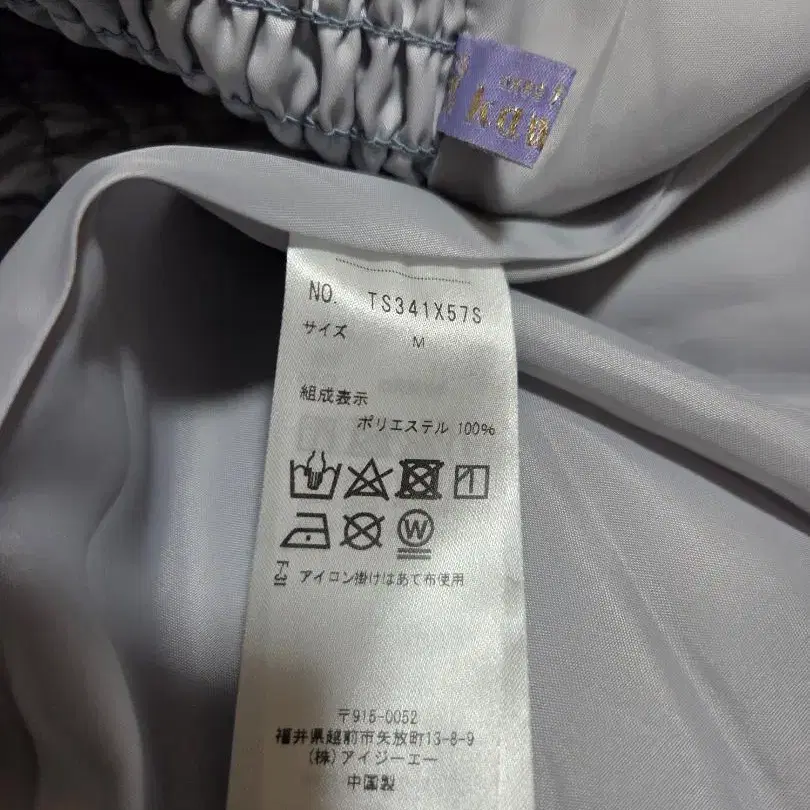 NO. TS341X57S
サイズ M
組成表示
ポリエステル 100%
W
アイロン掛けはあて布使用
〒915-0052
福井県越前市矢放町13-8-9
(株)アイジーエー
中国製